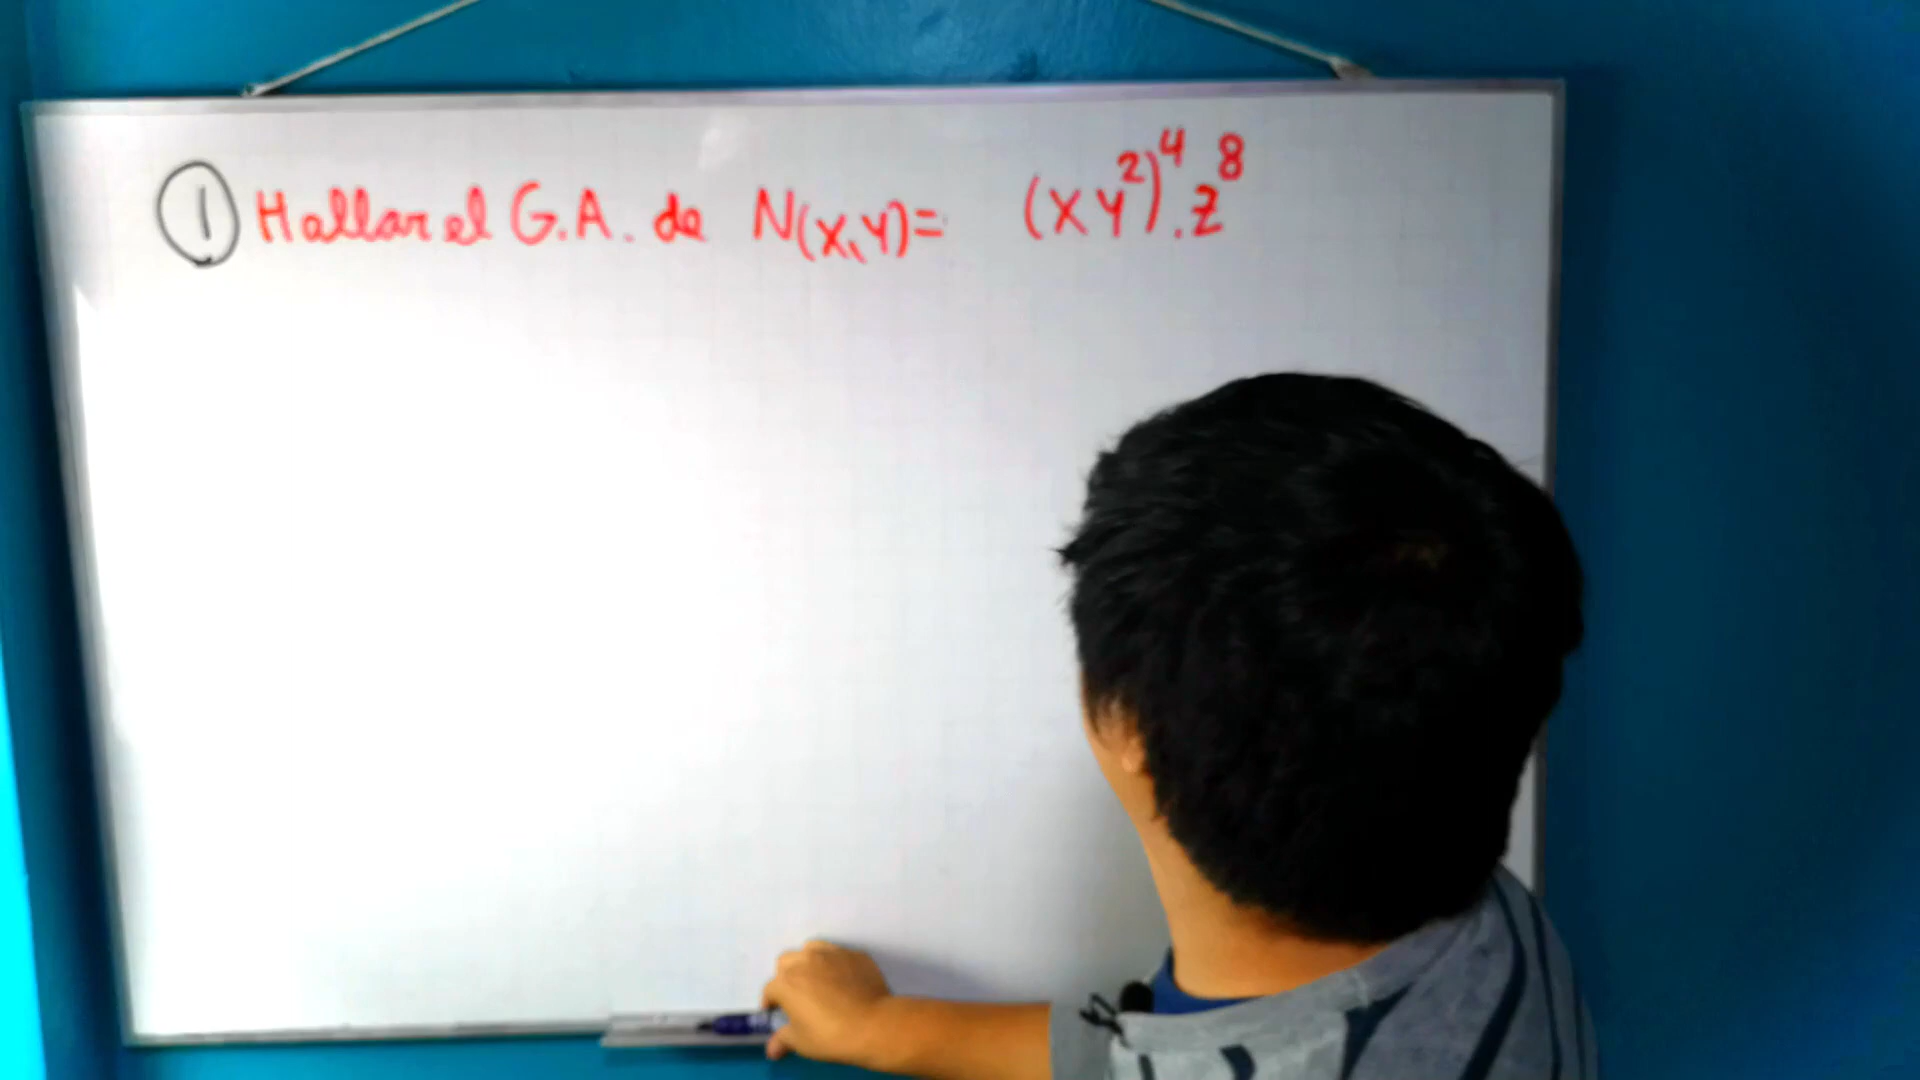 ① Hallar el G.A. de N(x,y)= (xy²)⁴.z⁸